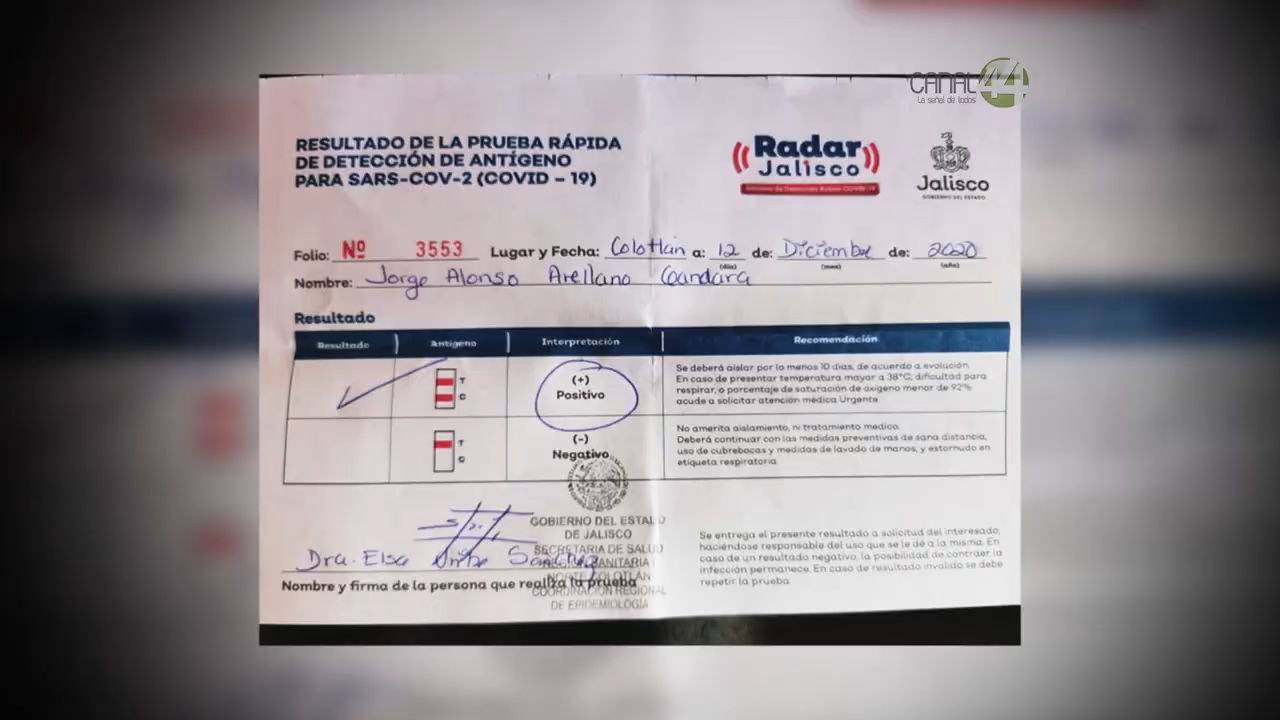 CANAL 44
La señal de todos
RESULTADO DE LA PRUEBA RÁPIDA
DE DETECCIÓN DE ANTÍGENO
PARA SARS-COV-2 (COVID – 19)
Radar
Jalisco
Jalisco
GOBIERNO DEL ESTADO
Folio: Nº 3553 Lugar y Fecha: Colotlán a: 12 de: Diciembre de: 2020
(día) (mes) (año)
Nombre: Jorge Alonso Arellano Gandara
Resultado
Resultado Antígeno Interpretación Recomendación
T
C
(+)
Positivo
Se deberá aislar por lo menos 10 días, de acuerdo a evolución.
En caso de presentar temperatura mayor a 38°C, dificultad para
respirar, o porcentaje de saturación de oxígeno menor de 92%
acude a solicitar atención médica Urgente
T
C
(-)
Negativo
No amerita aislamiento, ni tratamiento médico.
Deberá continuar con las medidas preventivas de sana distancia,
uso de cubrebocas y medidas de lavado de manos, y estornudo en
etiqueta respiratoria
GOBIERNO DEL ESTADO
DE JALISCO
SECRETARIA DE SALUD
SANITARIA
NORTE COLOTLÁN
COORDINACIÓN REGIONAL
DE EPIDEMIOLOGÍA
Dra. Elsa
Nombre y firma de la persona que realiza la prueba
Se entrega el presente resultado a solicitud del interesado,
haciéndose responsable del uso que se le dé a la misma. En
caso de un resultado negativo, la posibilidad de contraer la
infección permanece. En caso de resultado invalido se debe
repetir la prueba.